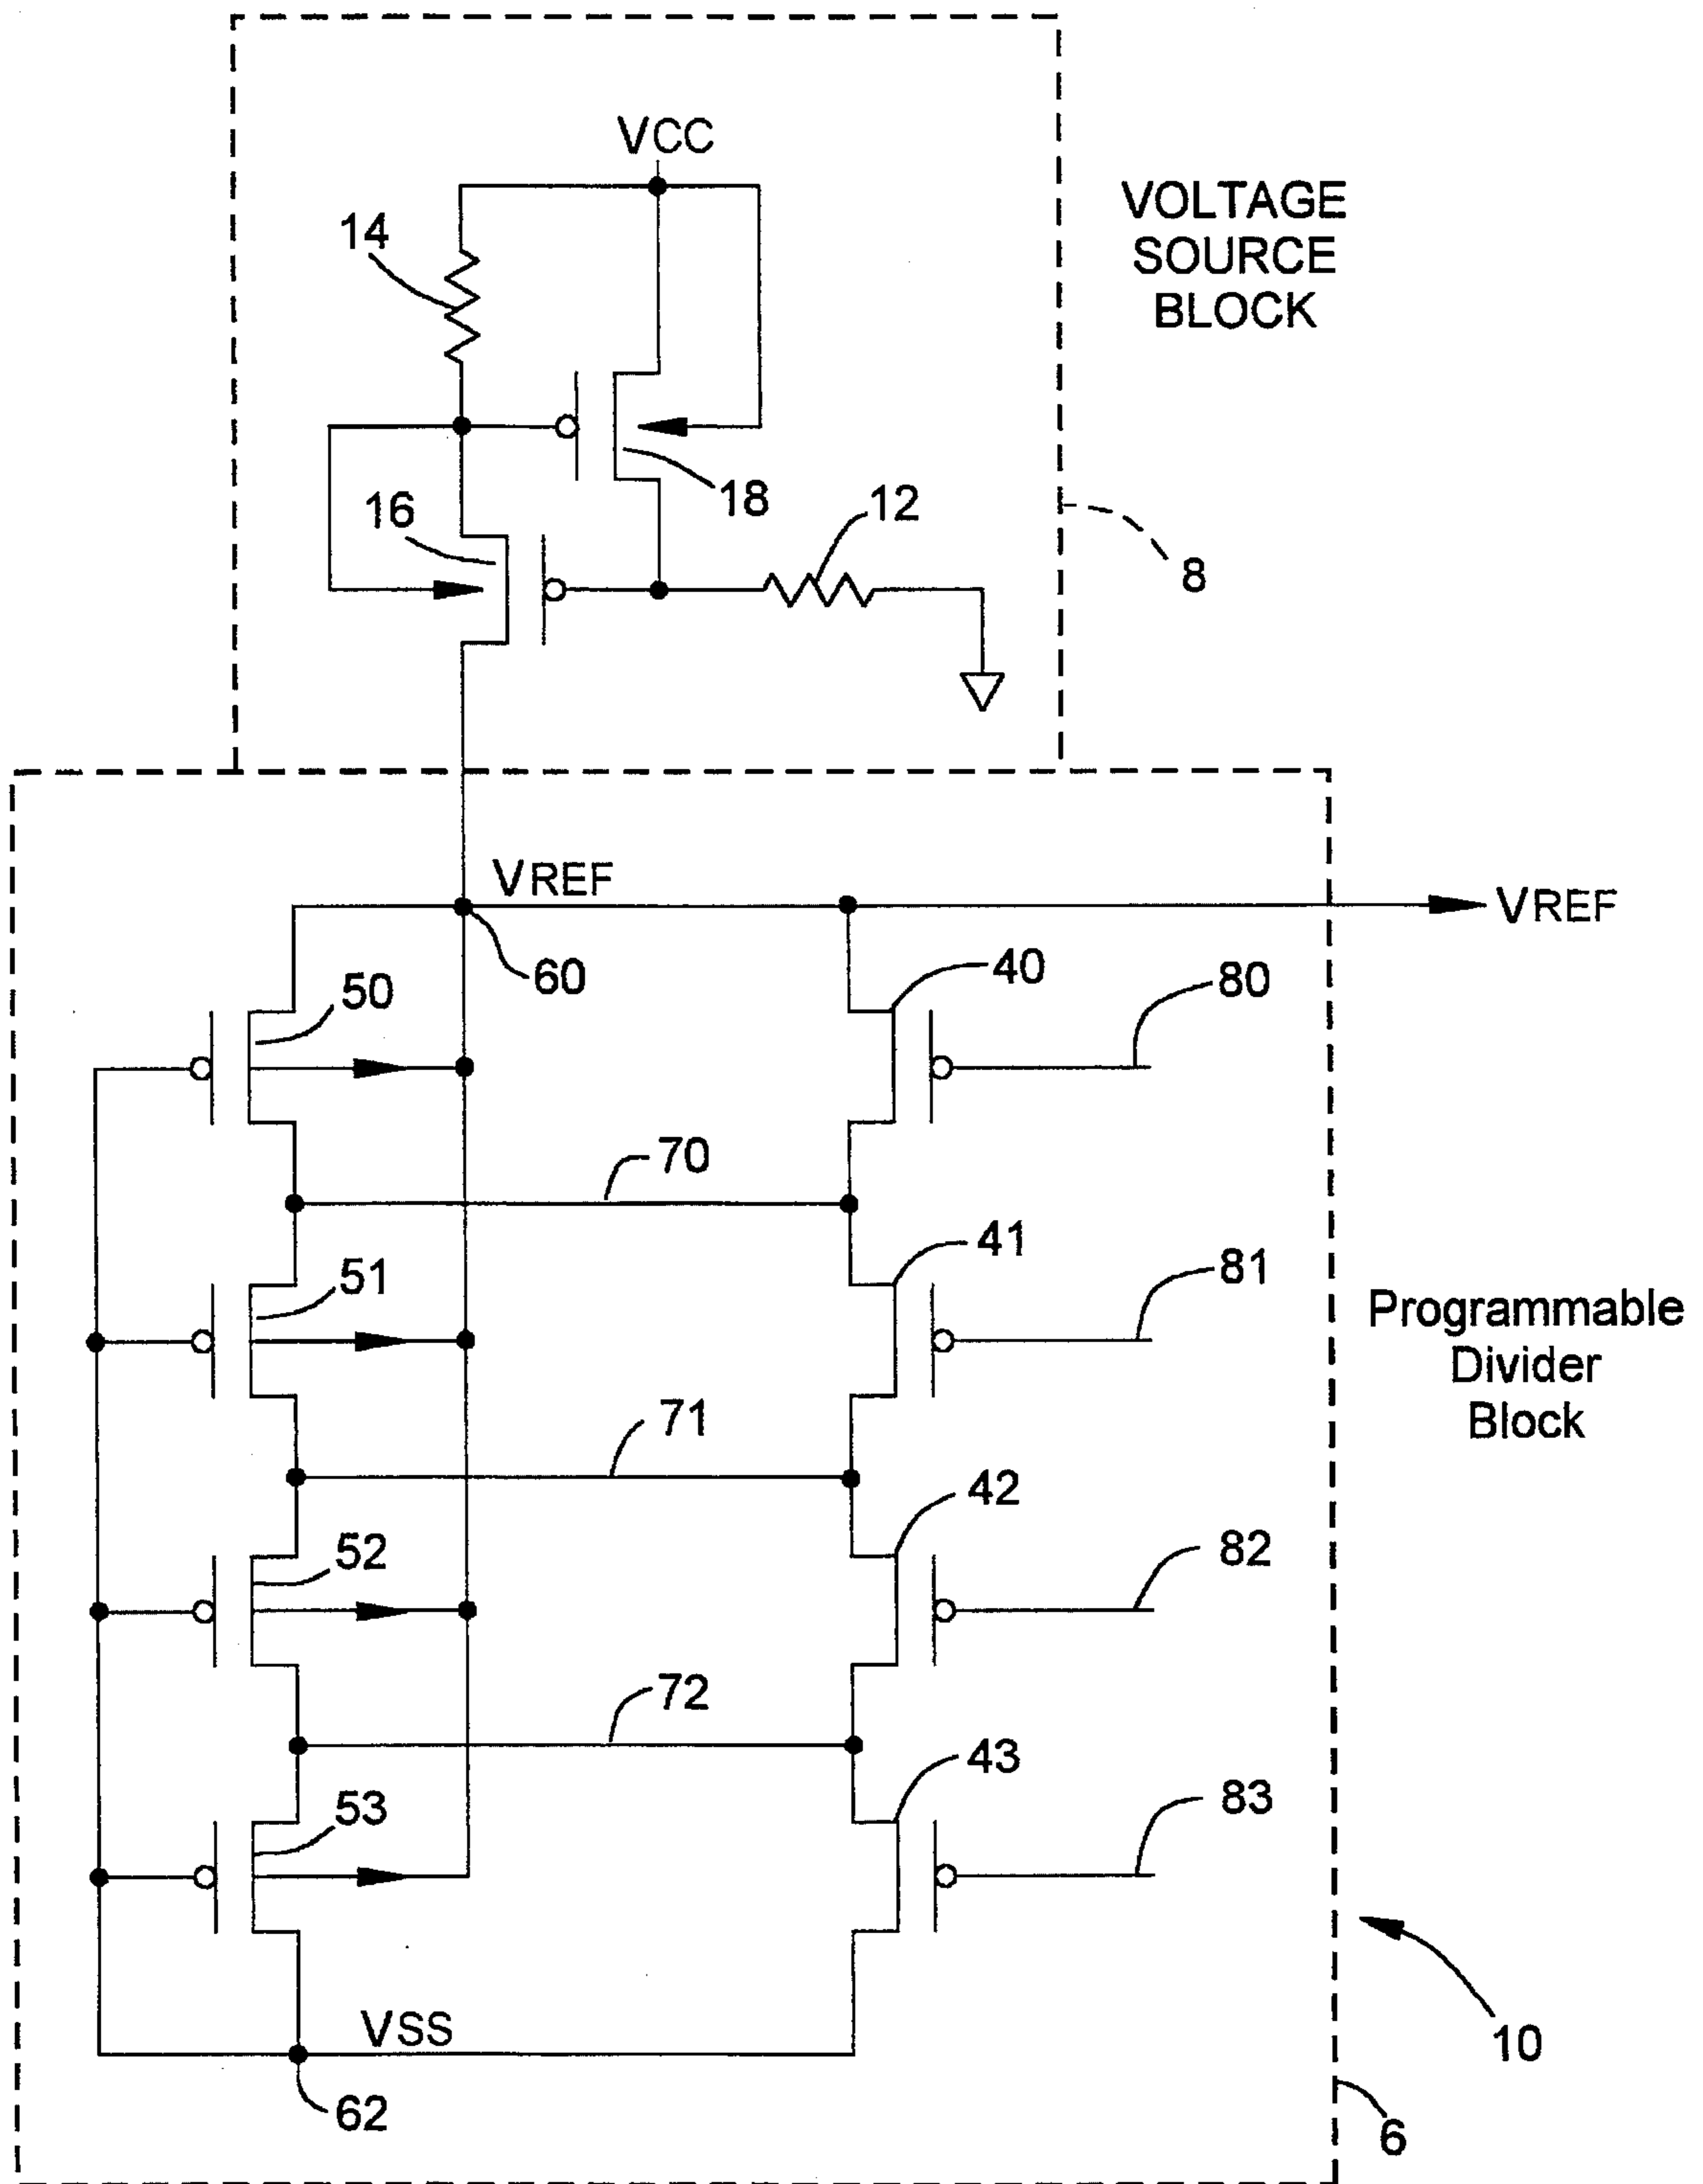 VCC
VOLTAGE
SOURCE
BLOCK
14
18
16
12
8
VREF
VREF
60
40
80
50
70
41
81
51
Programmable
Divider
Block
71
42
82
52
72
43
83
53
VSS
10
62
6